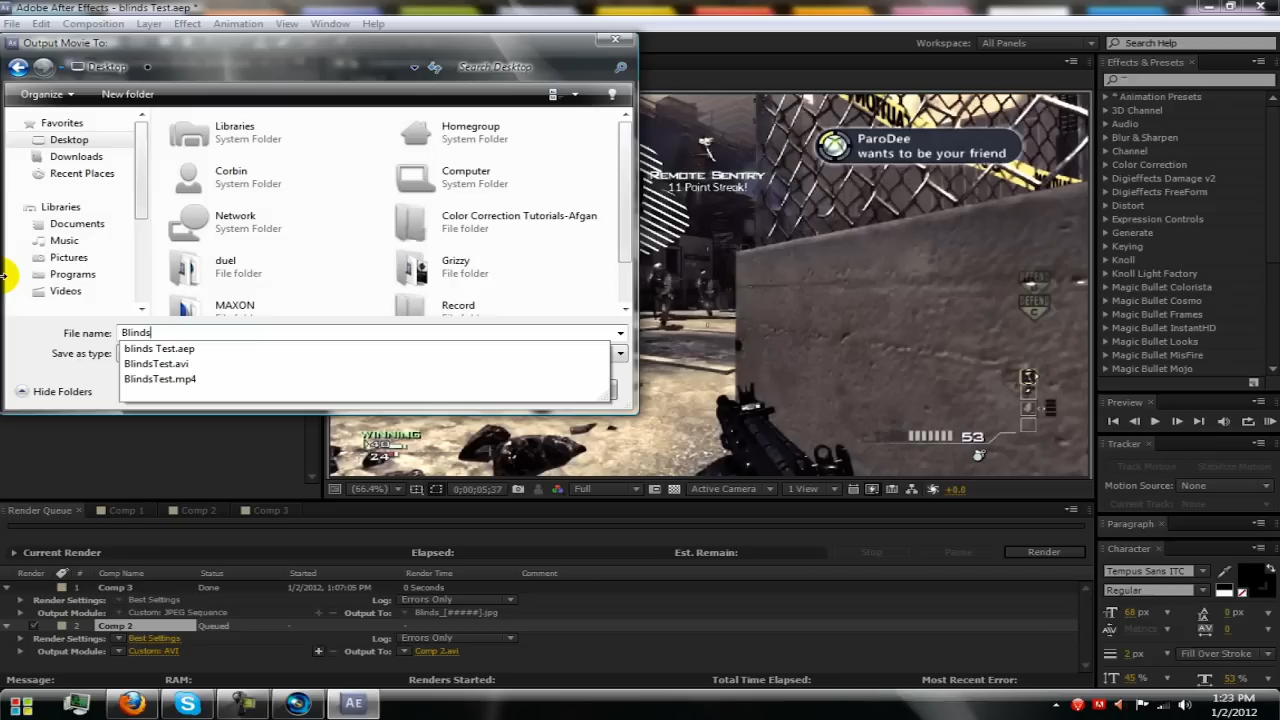 Adobe After Effects - blinds Test.aep *
File Edit Composition Layer Effect Animation View Window Help
Output Movie To:
Workspace: All Panels Search Help
Desktop Search Desktop
Organize New folder
Favorites
Desktop
Downloads
Recent Places
Libraries
Documents
Music
Pictures
Programs
Videos
Libraries
System Folder
Homegroup
System Folder
Corbin
System Folder
Computer
System Folder
Network
System Folder
Color Correction Tutorials-Afgan
File folder
duel
File folder
Grizzy
File folder
MAXON
Record
File name: Blinds
Save as type:
blinds Test.aep
BlindsTest.avi
BlindsTest.mp4
Hide Folders
ParoDee
wants to be your friend
Remote Sentry
11 Point Streak!
DEFEND
DEFEND
C
WINNING
24
53
Effects & Presets
* Animation Presets
3D Channel
Audio
Blur & Sharpen
Channel
Color Correction
Digieffects Damage v2
Digieffects FreeForm
Distort
Expression Controls
Generate
Keying
Knoll
Knoll Light Factory
Magic Bullet Colorista
Magic Bullet Cosmo
Magic Bullet Frames
Magic Bullet InstantHD
Magic Bullet Looks
Magic Bullet MisFire
Magic Bullet Mojo
Preview
Tracker
Track Motion Stabilize Motion
Motion Source: None
Current Track: None
Paragraph
Character
Tempus Sans ITC
Regular
68 px 0 px
Metrics 0
2 px Fill Over Stroke
45 % 53 %
(66.4%) 0;00;05;37 Full Active Camera 1 View +0.0
Render Queue Comp 1 Comp 2 Comp 3
Current Render Elapsed: Est. Remain: Stop Pause Render
Render # Comp Name Status Started Render Time Comment
1 Comp 3 Done 1/2/2012, 1:07:05 PM 0 Seconds
Render Settings: Best Settings Log: Errors Only
Output Module: Custom: JPEG Sequence Output To: Blinds_[#####].jpg
2 Comp 2 Queued - -
Render Settings: Best Settings Log: Errors Only
Output Module: Custom: AVI Output To: Comp 2.avi
Message: RAM: Renders Started: Total Time Elapsed: Most Recent Error:
1:23 PM
1/2/2012